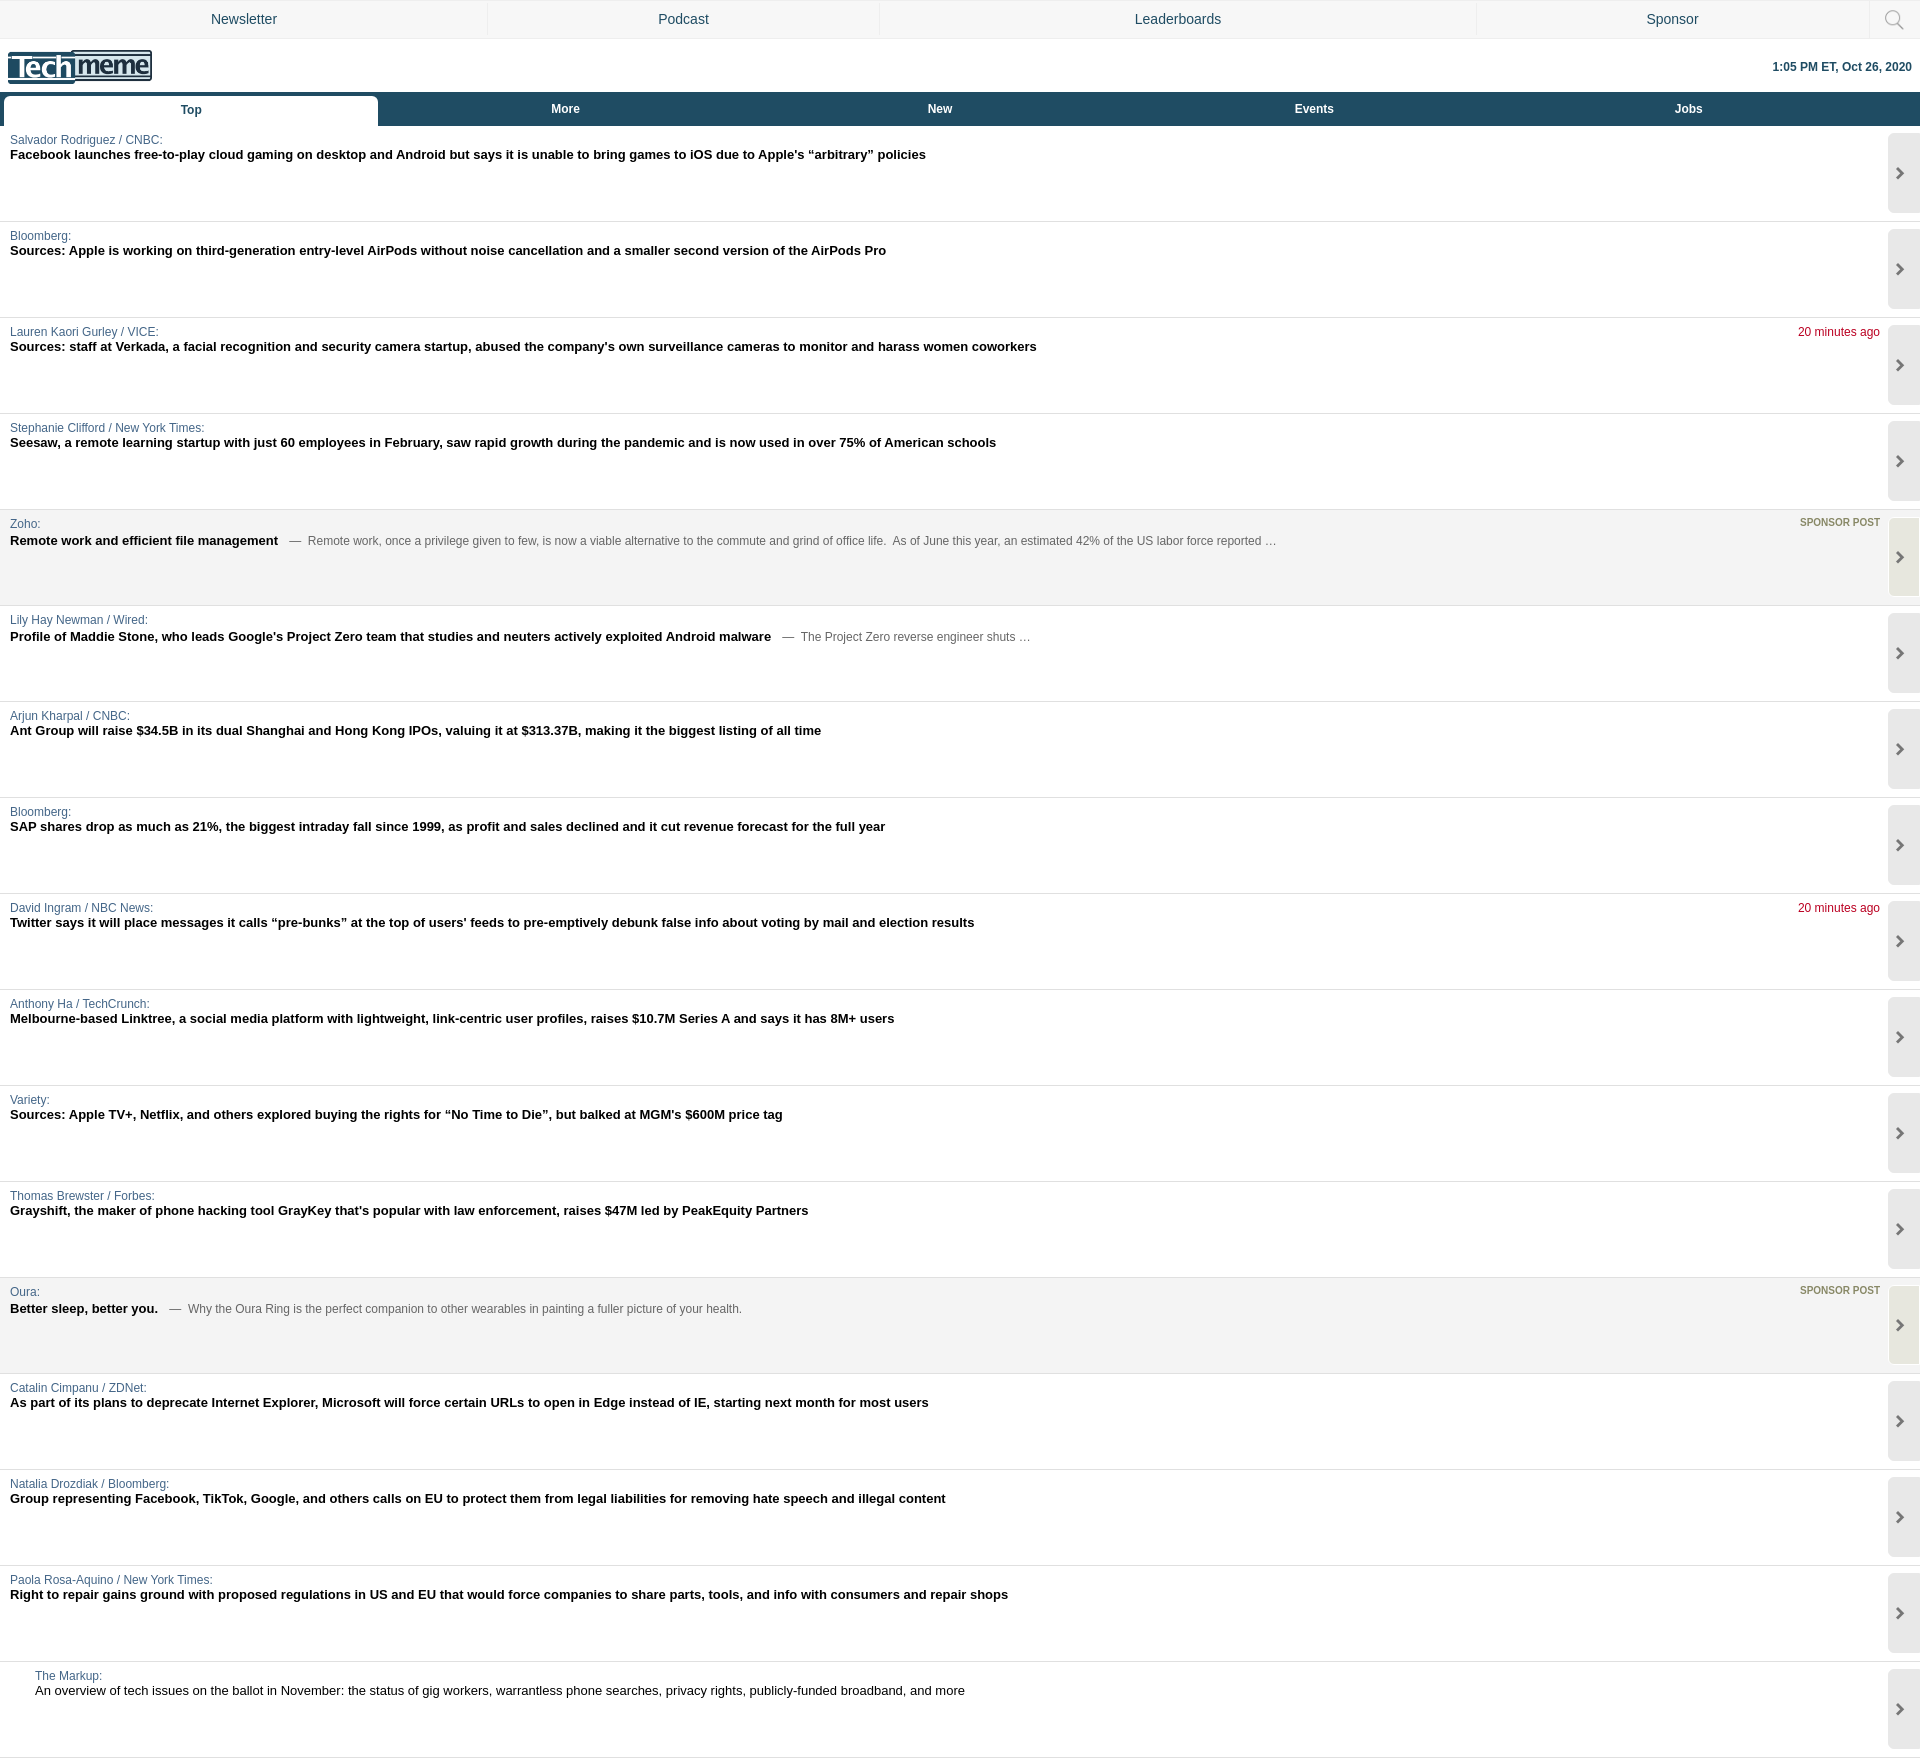 Newsletter
Podcast
Leaderboards
Sponsor
Techmeme
1:05 PM ET, Oct 26, 2020
Top
More
New
Events
Jobs
Salvador Rodriguez / CNBC:
Facebook launches free-to-play cloud gaming on desktop and Android but says it is unable to bring games to iOS due to Apple's “arbitrary” policies
Bloomberg:
Sources: Apple is working on third-generation entry-level AirPods without noise cancellation and a smaller second version of the AirPods Pro
Lauren Kaori Gurley / VICE:
20 minutes ago
Sources: staff at Verkada, a facial recognition and security camera startup, abused the company's own surveillance cameras to monitor and harass women coworkers
Stephanie Clifford / New York Times:
Seesaw, a remote learning startup with just 60 employees in February, saw rapid growth during the pandemic and is now used in over 75% of American schools
Zoho:
SPONSOR POST
Remote work and efficient file management — Remote work, once a privilege given to few, is now a viable alternative to the commute and grind of office life. As of June this year, an estimated 42% of the US labor force reported …
Lily Hay Newman / Wired:
Profile of Maddie Stone, who leads Google's Project Zero team that studies and neuters actively exploited Android malware — The Project Zero reverse engineer shuts …
Arjun Kharpal / CNBC:
Ant Group will raise $34.5B in its dual Shanghai and Hong Kong IPOs, valuing it at $313.37B, making it the biggest listing of all time
Bloomberg:
SAP shares drop as much as 21%, the biggest intraday fall since 1999, as profit and sales declined and it cut revenue forecast for the full year
David Ingram / NBC News:
20 minutes ago
Twitter says it will place messages it calls “pre-bunks” at the top of users' feeds to pre-emptively debunk false info about voting by mail and election results
Anthony Ha / TechCrunch:
Melbourne-based Linktree, a social media platform with lightweight, link-centric user profiles, raises $10.7M Series A and says it has 8M+ users
Variety:
Sources: Apple TV+, Netflix, and others explored buying the rights for “No Time to Die”, but balked at MGM's $600M price tag
Thomas Brewster / Forbes:
Grayshift, the maker of phone hacking tool GrayKey that's popular with law enforcement, raises $47M led by PeakEquity Partners
Oura:
SPONSOR POST
Better sleep, better you. — Why the Oura Ring is the perfect companion to other wearables in painting a fuller picture of your health.
Catalin Cimpanu / ZDNet:
As part of its plans to deprecate Internet Explorer, Microsoft will force certain URLs to open in Edge instead of IE, starting next month for most users
Natalia Drozdiak / Bloomberg:
Group representing Facebook, TikTok, Google, and others calls on EU to protect them from legal liabilities for removing hate speech and illegal content
Paola Rosa-Aquino / New York Times:
Right to repair gains ground with proposed regulations in US and EU that would force companies to share parts, tools, and info with consumers and repair shops
The Markup:
An overview of tech issues on the ballot in November: the status of gig workers, warrantless phone searches, privacy rights, publicly-funded broadband, and more